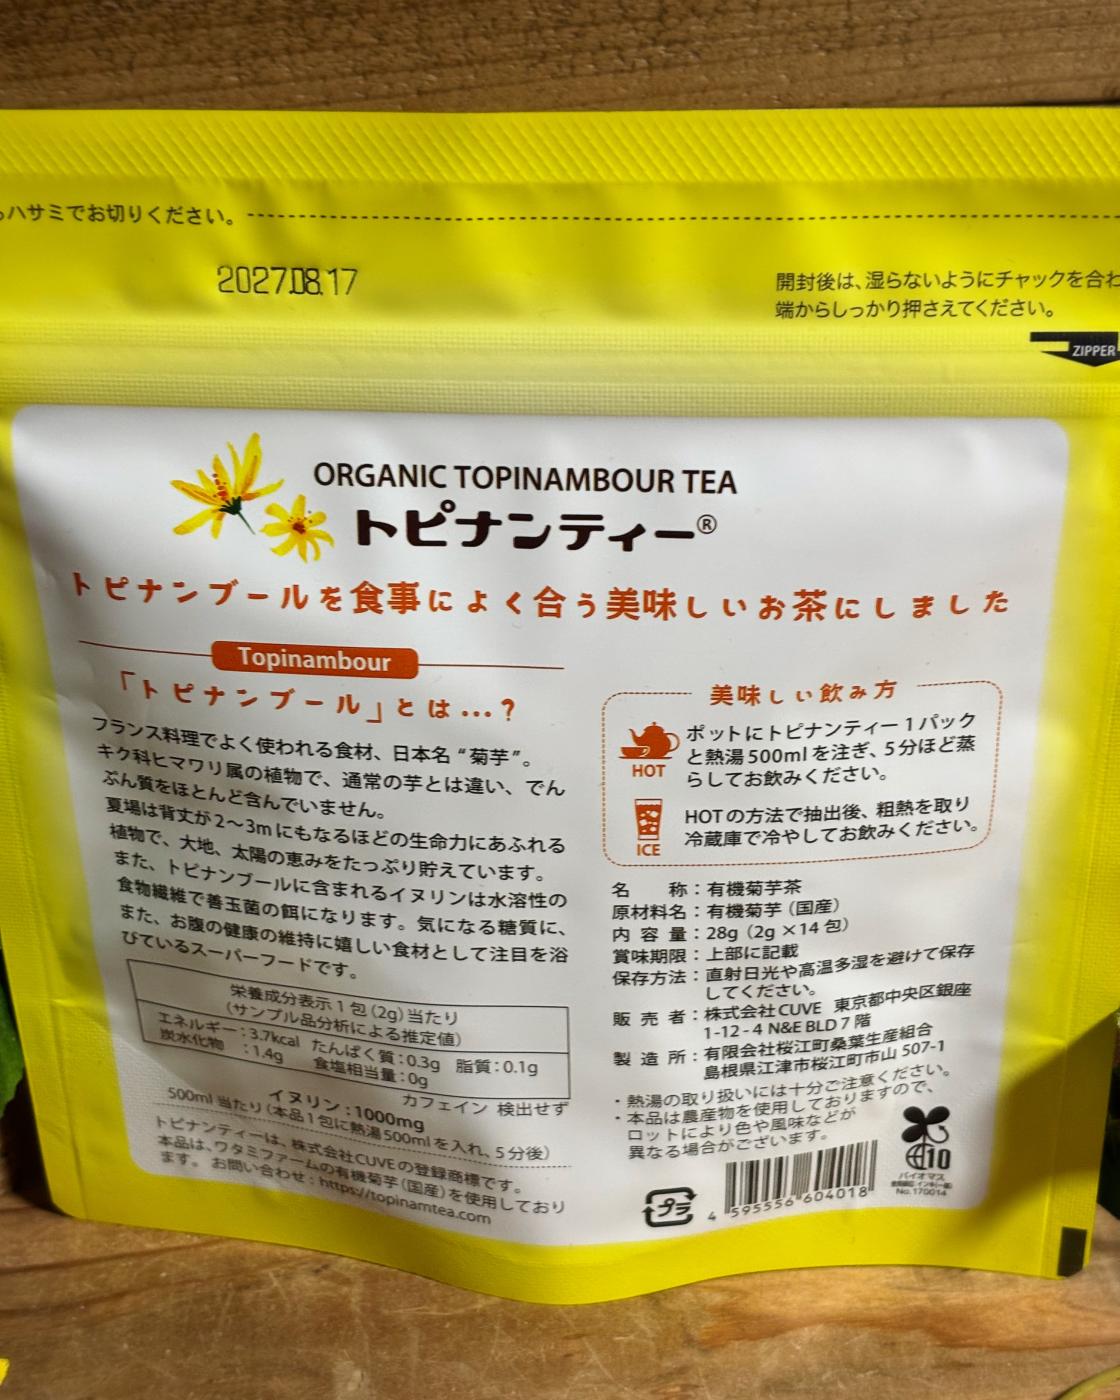 らハサミでお切りください。
2027.08.17
開封後は、湿らないようにチャックを合わ
端からしっかり押さえてください。
ZIPPER
ORGANIC TOPINAMBOUR TEA
トピナンティー®
トピナンブールを食事によく合う美味しいお茶にしました
Topinambour
「トピナンブール」とは…?
フランス料理でよく使われる食材、日本名“菊芋”。
キク科ヒマワリ属の植物で、通常の芋とは違い、でん
ぷん質をほとんど含んでいません。
夏場は背丈が2〜3mにもなるほどの生命力にあふれる
植物で、大地、太陽の恵みをたっぷり貯えています。
また、トピナンブールに含まれるイヌリンは水溶性の
食物繊維で善玉菌の餌になります。気になる糖質に、
また、お腹の健康の維持に嬉しい食材として注目を浴
びているスーパーフードです。
栄養成分表示1包(2g)当たり
(サンプル品分析による推定値)
エネルギー:3.7kcal たんぱく質:0.3g 脂質:0.1g
炭水化物 :1.4g 食塩相当量:0g
カフェイン 検出せず
イヌリン:1000mg
500ml当たり(本品1包に熱湯500mlを入れ、5分後)
トピナンティーは、株式会社CUVEの登録商標です。
本品は、ワタミファームの有機菊芋(国産)を使用しており
ます。 お問い合わせ:https://topinamtea.com
美味しい飲み方
HOT
ポットにトピナンティー1パック
と熱湯500mlを注ぎ、5分ほど蒸
らしてお飲みください。
ICE
HOTの方法で抽出後、粗熱を取り
冷蔵庫で冷やしてお飲みください。
名 称:有機菊芋茶
原材料名:有機菊芋(国産)
内 容 量:28g(2g×14包)
賞味期限:上部に記載
保存方法:直射日光や高温多湿を避けて保存
してください。
販 売 者:株式会社CUVE 東京都中央区銀座
1-12-4 N&E BLD 7階
製 造 所:有限会社桜江町桑葉生産組合
島根県江津市桜江町市山507-1
・熱湯の取り扱いには十分ご注意ください。
・本品は農産物を使用しておりますので、
ロットにより色や風味などが
異なる場合がございます。
プラ
4 595556 604018
10
バイオマス
No.170014